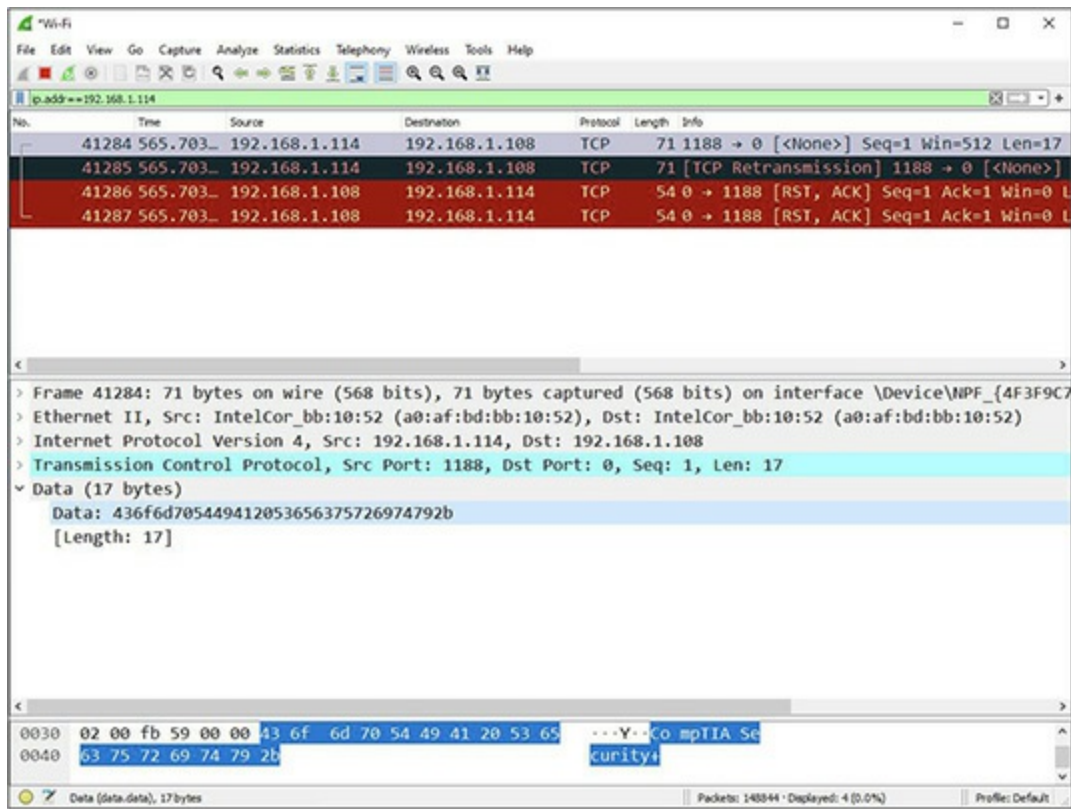 *Wi-Fi
File Edit View Go Capture Analyze Statistics Telephony Wireless Tools Help
ip.addr==192.168.1.114
No. Time Source Destination Protocol Length Info
41284 565.703… 192.168.1.114 192.168.1.108 TCP 71 1188 → 0 [<None>] Seq=1 Win=512 Len=17
41285 565.703… 192.168.1.114 192.168.1.108 TCP 71 [TCP Retransmission] 1188 → 0 [<None>]
41286 565.703… 192.168.1.108 192.168.1.114 TCP 54 0 → 1188 [RST, ACK] Seq=1 Ack=1 Win=0 L
41287 565.703… 192.168.1.108 192.168.1.114 TCP 54 0 → 1188 [RST, ACK] Seq=1 Ack=1 Win=0 L
Frame 41284: 71 bytes on wire (568 bits), 71 bytes captured (568 bits) on interface \Device\NPF_{4F3F9C7
Ethernet II, Src: IntelCor_bb:10:52 (a0:af:bd:bb:10:52), Dst: IntelCor_bb:10:52 (a0:af:bd:bb:10:52)
Internet Protocol Version 4, Src: 192.168.1.114, Dst: 192.168.1.108
Transmission Control Protocol, Src Port: 1188, Dst Port: 0, Seq: 1, Len: 17
Data (17 bytes)
Data: 436f6d705449412053656375726974792b
[Length: 17]
0030 02 00 fb 59 00 00 43 6f 6d 70 54 49 41 20 53 65 ···Y··Co mpTIA Se
0040 63 75 72 69 74 79 2b curity+
Data (data.data), 17 bytes Packets: 148844 · Displayed: 4 (0.0%) Profile: Default